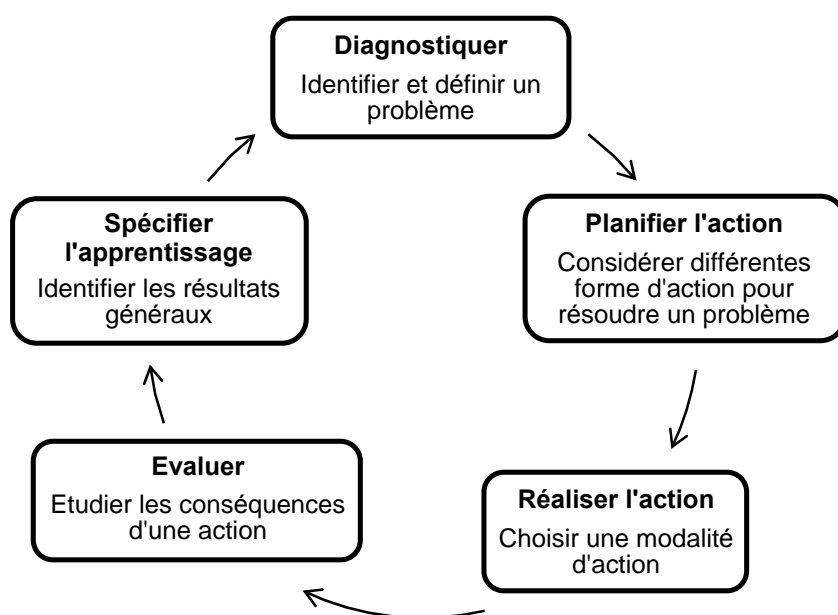 Diagnostiquer
Identifier et définir un
problème
Planifier l'action
Considérer différentes
forme d'action pour
résoudre un problème
Réaliser l'action
Choisir une modalité
d'action
Evaluer
Etudier les conséquences
d'une action
Spécifier
l'apprentissage
Identifier les résultats
généraux